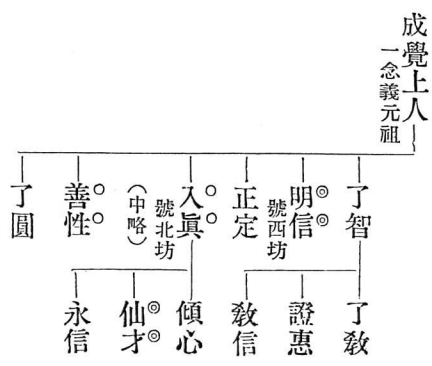 成覺上人
一念義元祖
了智
明信
號西坊
正定
入眞
號北坊
(中略)
善性
了圓
了敎
證惠
敎信
傾心
仙才
永信